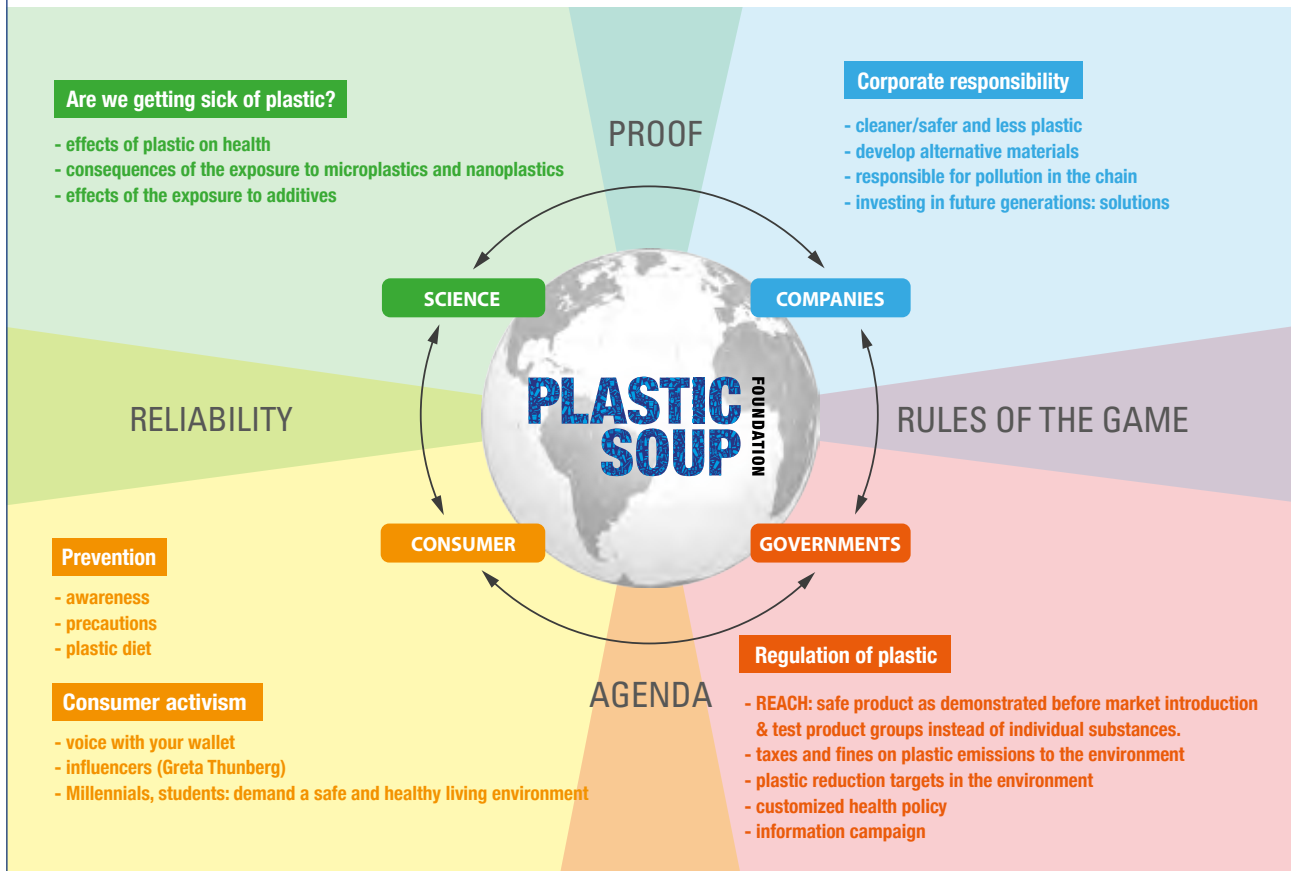 Are we getting sick of plastic?
- effects of plastic on health
- consequences of the exposure to microplastics and nanoplastics
- effects of the exposure to additives
PROOF
Corporate responsibility
- cleaner/safer and less plastic
- develop alternative materials
- responsible for pollution in the chain
- investing in future generations: solutions
SCIENCE
COMPANIES
RELIABILITY
PLASTIC
SOUP
FOUNDATION
RULES OF THE GAME
CONSUMER
GOVERNMENTS
Prevention
- awareness
- precautions
- plastic diet
Consumer activism
- voice with your wallet
- influencers (Greta Thunberg)
- Millennials, students: demand a safe and healthy living environment
AGENDA
Regulation of plastic
- REACH: safe product as demonstrated before market introduction
& test product groups instead of individual substances.
- taxes and fines on plastic emissions to the environment
- plastic reduction targets in the environment
- customized health policy
- information campaign